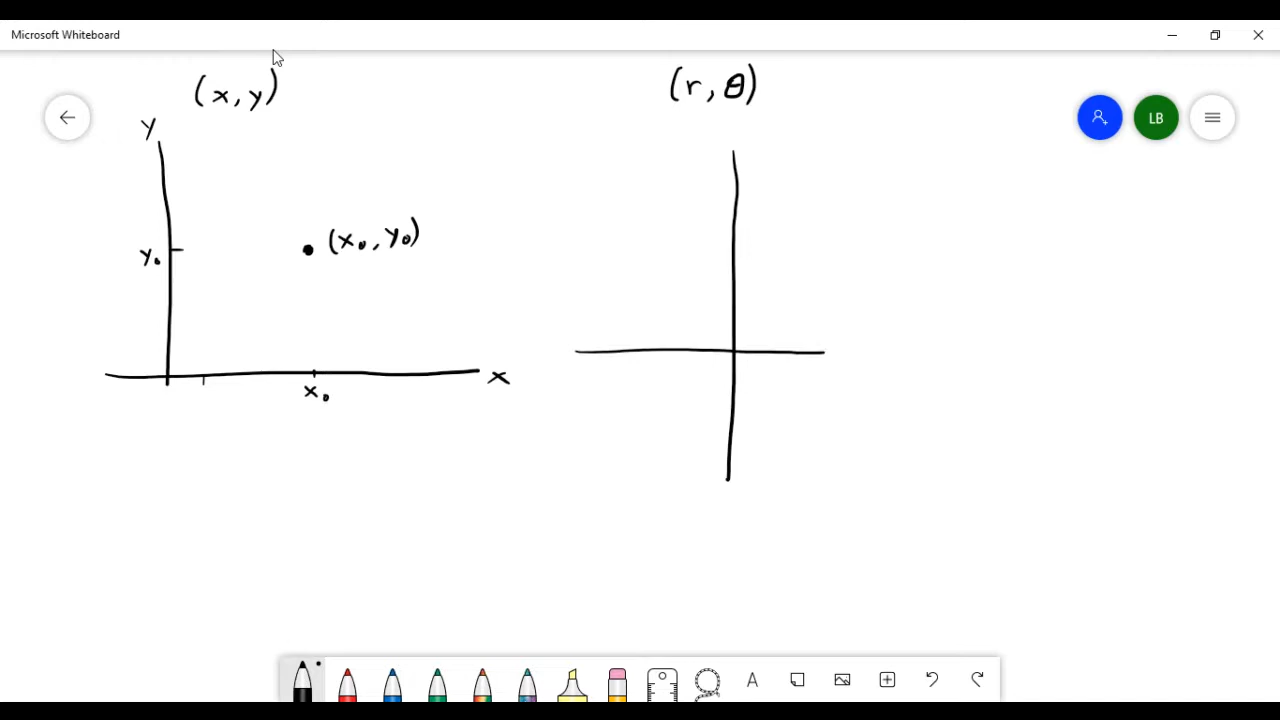 Microsoft Whiteboard
(x, y)
(r, θ)
LB
y
(x₀, y₀)
y₀
x
x₀
A